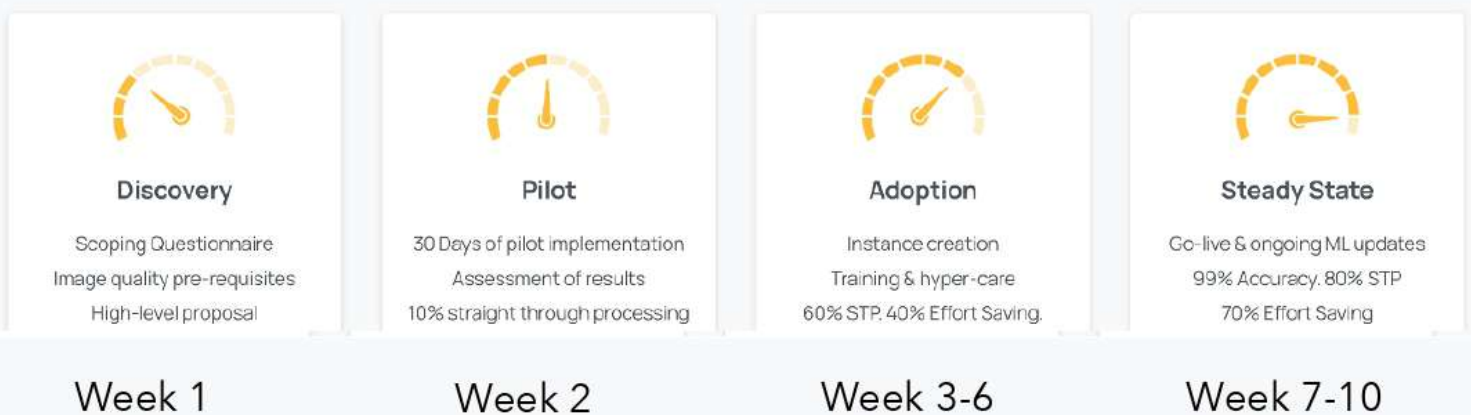 Discovery
Scoping Questionnaire
Image quality pre-requisites
High-level proposal
Week 1
Pilot
30 Days of pilot implementation
Assessment of results
10% straight through processing
Week 2
Adoption
Instance creation
Training & hyper-care
60% STP. 40% Effort Saving.
Week 3-6
Steady State
Go-live & ongoing ML updates
99% Accuracy. 80% STP
70% Effort Saving
Week 7-10